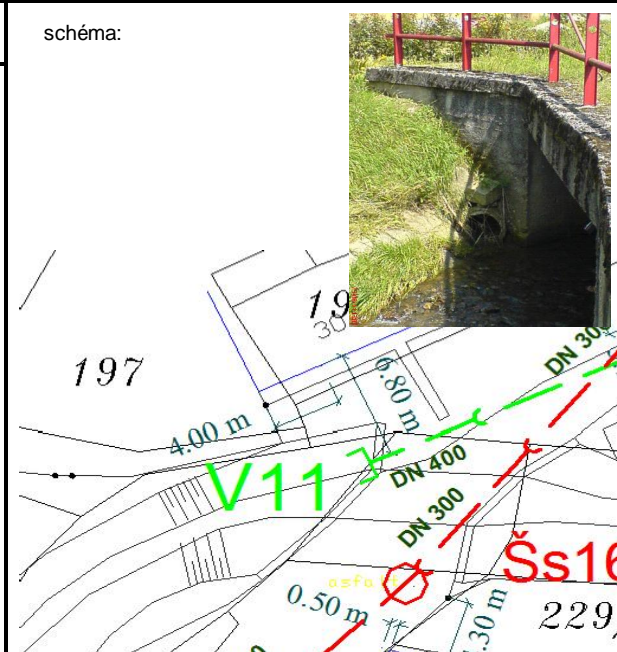 schéma:
19
30
197
DN 300
6.80 m
4.00 m
V11
DN 400
DN 300
Šs16
asfalt
0.50 m
.30 m
229/